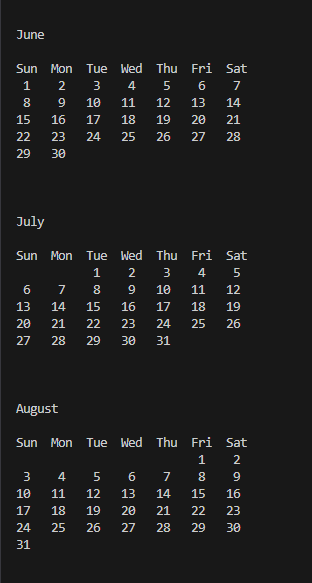 June
Sun  Mon  Tue  Wed  Thu  Fri  Sat
  1    2    3    4    5    6    7
  8    9   10   11   12   13   14
 15   16   17   18   19   20   21
 22   23   24   25   26   27   28
 29   30
July
Sun  Mon  Tue  Wed  Thu  Fri  Sat
            1    2    3    4    5
  6    7    8    9   10   11   12
 13   14   15   16   17   18   19
 20   21   22   23   24   25   26
 27   28   29   30   31
August
Sun  Mon  Tue  Wed  Thu  Fri  Sat
                           1    2
  3    4    5    6    7    8    9
 10   11   12   13   14   15   16
 17   18   19   20   21   22   23
 24   25   26   27   28   29   30
 31